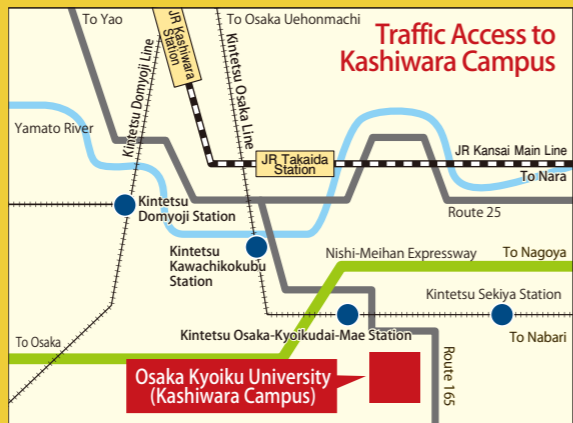 Traffic Access to
Kashiwara Campus
To Yao
To Osaka Uehonmachi
JR Kashiwara
Station
Kintetsu Domyoji Line
Kintetsu Osaka Line
Yamato River
JR Kansai Main Line
JR Takaida
Station
To Nara
Kintetsu
Domyoji Station
Route 25
Kintetsu
Kawachikokubu
Station
Nishi-Meihan Expressway
To Nagoya
Kintetsu Sekiya Station
Kintetsu Osaka-Kyoikudai-Mae Station
To Nabari
To Osaka
Route 165
Osaka Kyoiku University
(Kashiwara Campus)